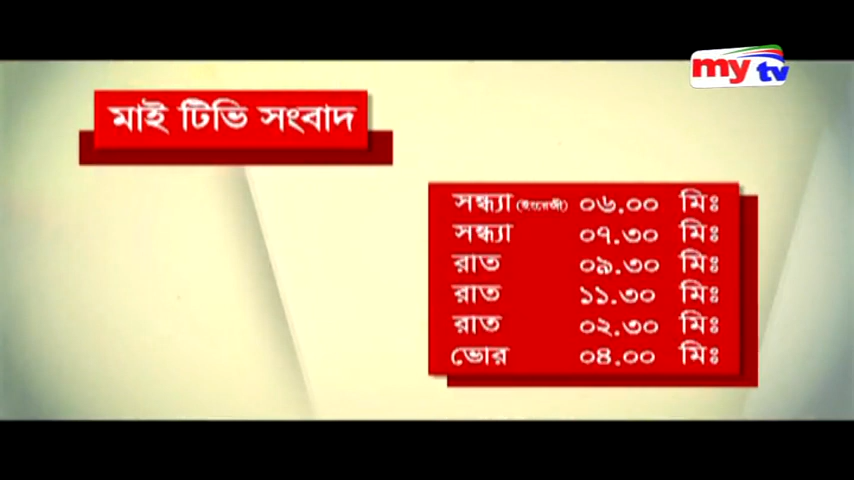 my tv
মাই টিভি সংবাদ
সন্ধ্যা (ইংরেজী) ০৬.০০ মিঃ
সন্ধ্যা ০৭.৩০ মিঃ
রাত ০৯.৩০ মিঃ
রাত ১১.৩০ মিঃ
রাত ০২.৩০ মিঃ
ভোর ০৪.০০ মিঃ